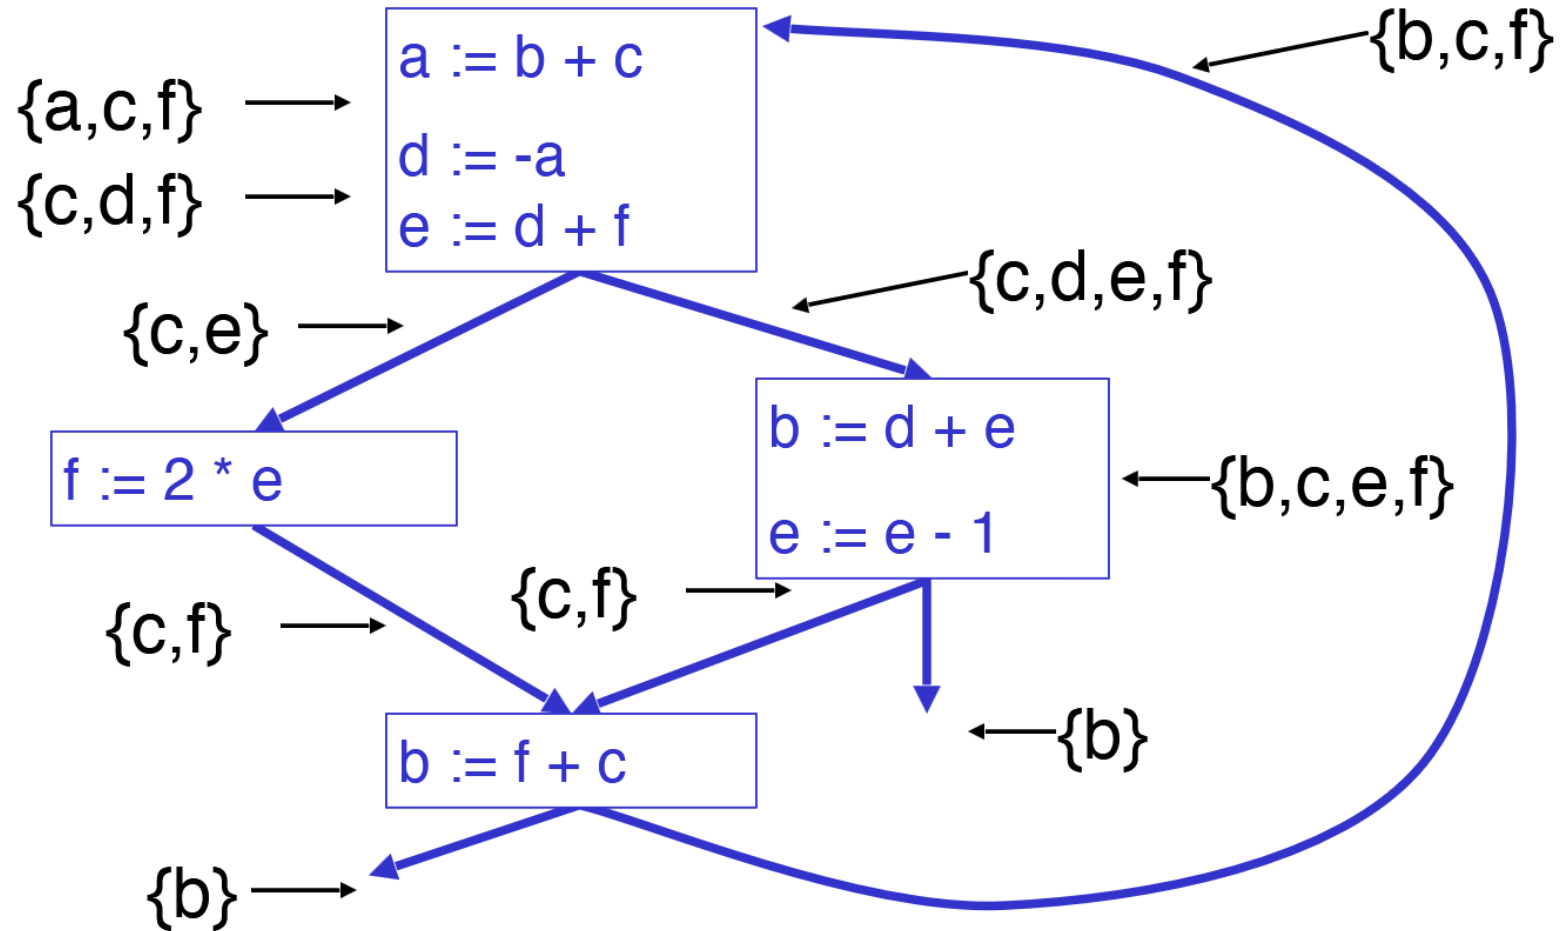 {b,c,f}
a := b + c
{a,c,f}
d := -a
{c,d,f}
e := d + f
{c,d,e,f}
{c,e}
b := d + e
f := 2 * e
{b,c,e,f}
e := e - 1
{c,f}
{c,f}
{b}
b := f + c
{b}